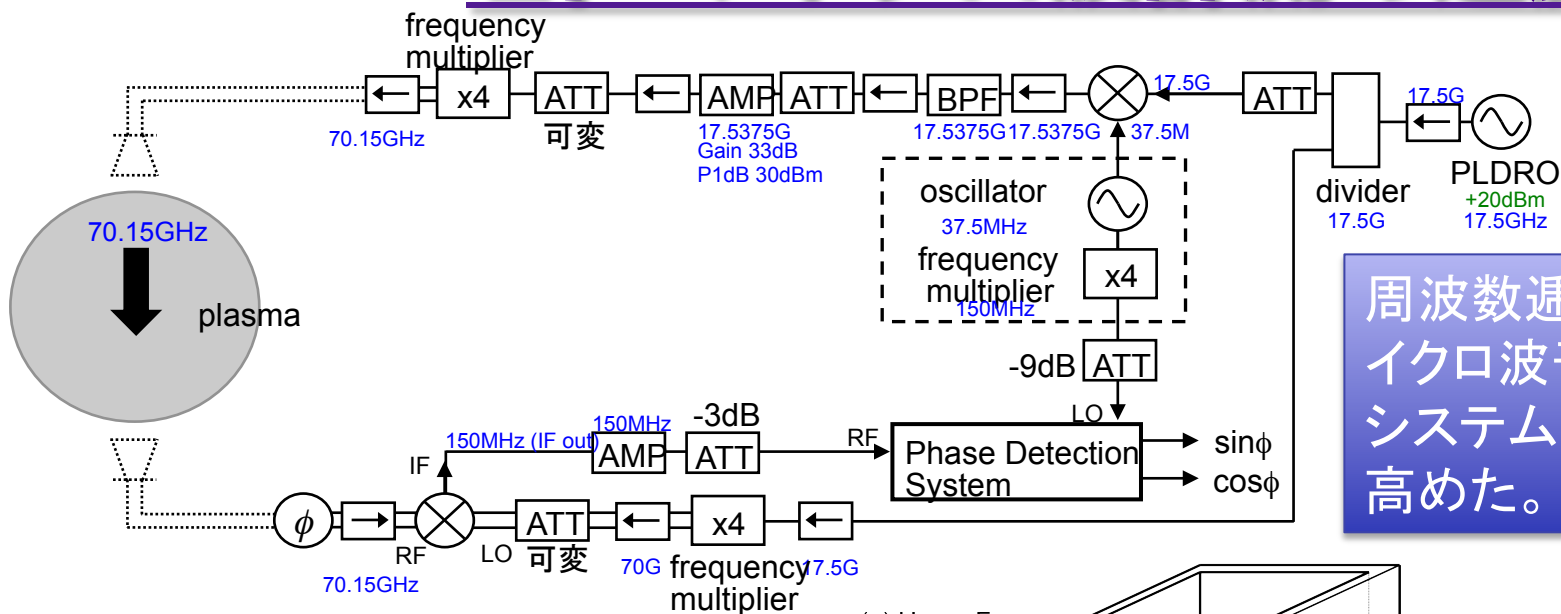 frequency
multiplier
x4
70.15GHz
ATT
可変
AMP
17.5375G
Gain 33dB
P1dB 30dBm
ATT
BPF
17.5375G
17.5375G
17.5G
37.5M
ATT
17.5G
divider
17.5G
PLDRO
+20dBm
17.5GHz
oscillator
37.5MHz
frequency
multiplier
150MHz
x4
-9dB
ATT
LO
70.15GHz
plasma
周波数逓
イクロ波
システム
高めた。
150MHz (IF out)
IF
150MHz
AMP
-3dB
ATT
RF
Phase Detection
System
sinϕ
cosϕ
ϕ
RF
70.15GHz
LO
ATT
可変
70G
x4
frequency
multiplier
17.5G